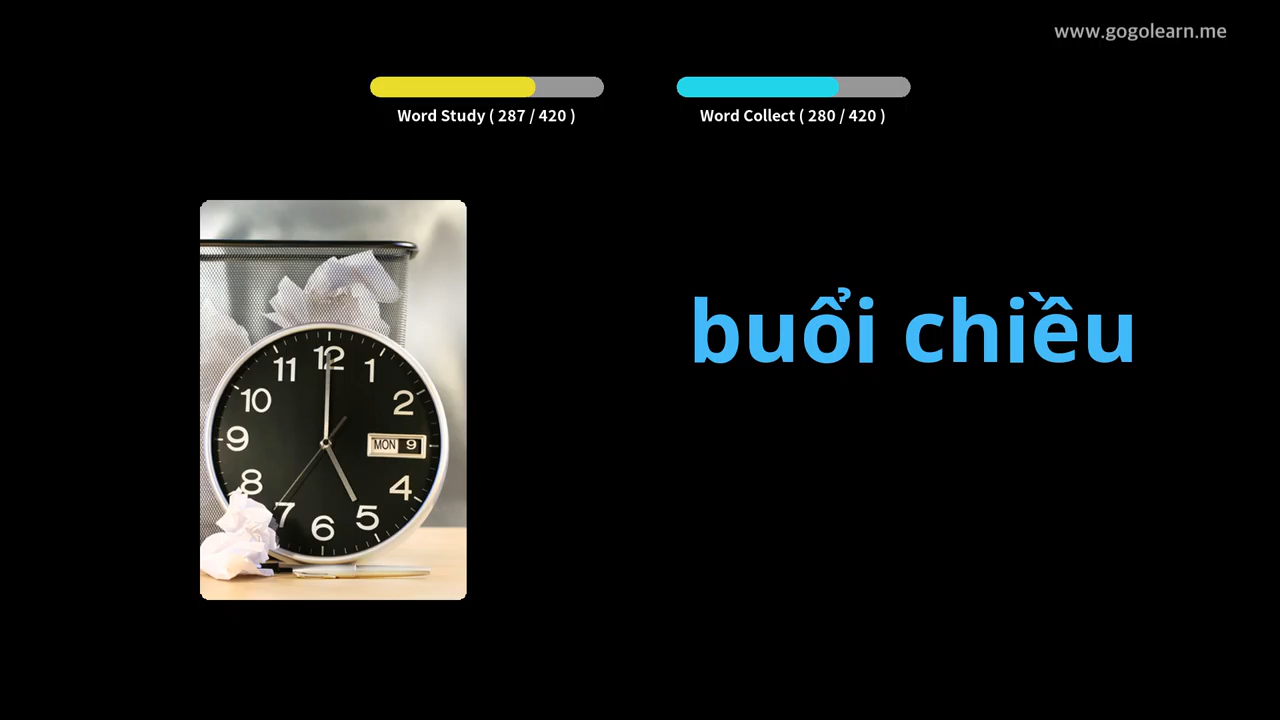 www.gogolearn.me
Word Study ( 287 / 420 )
Word Collect ( 280 / 420 )
buổi chiều
12
11
1
10
2
9
MON 9
8
4
7
5
6